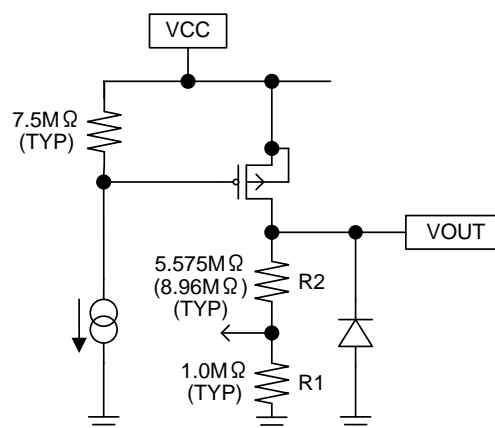 VCC
7.5MΩ
(TYP)
VOUT
5.575MΩ
(8.96MΩ)
(TYP)
R2
1.0MΩ
(TYP)
R1